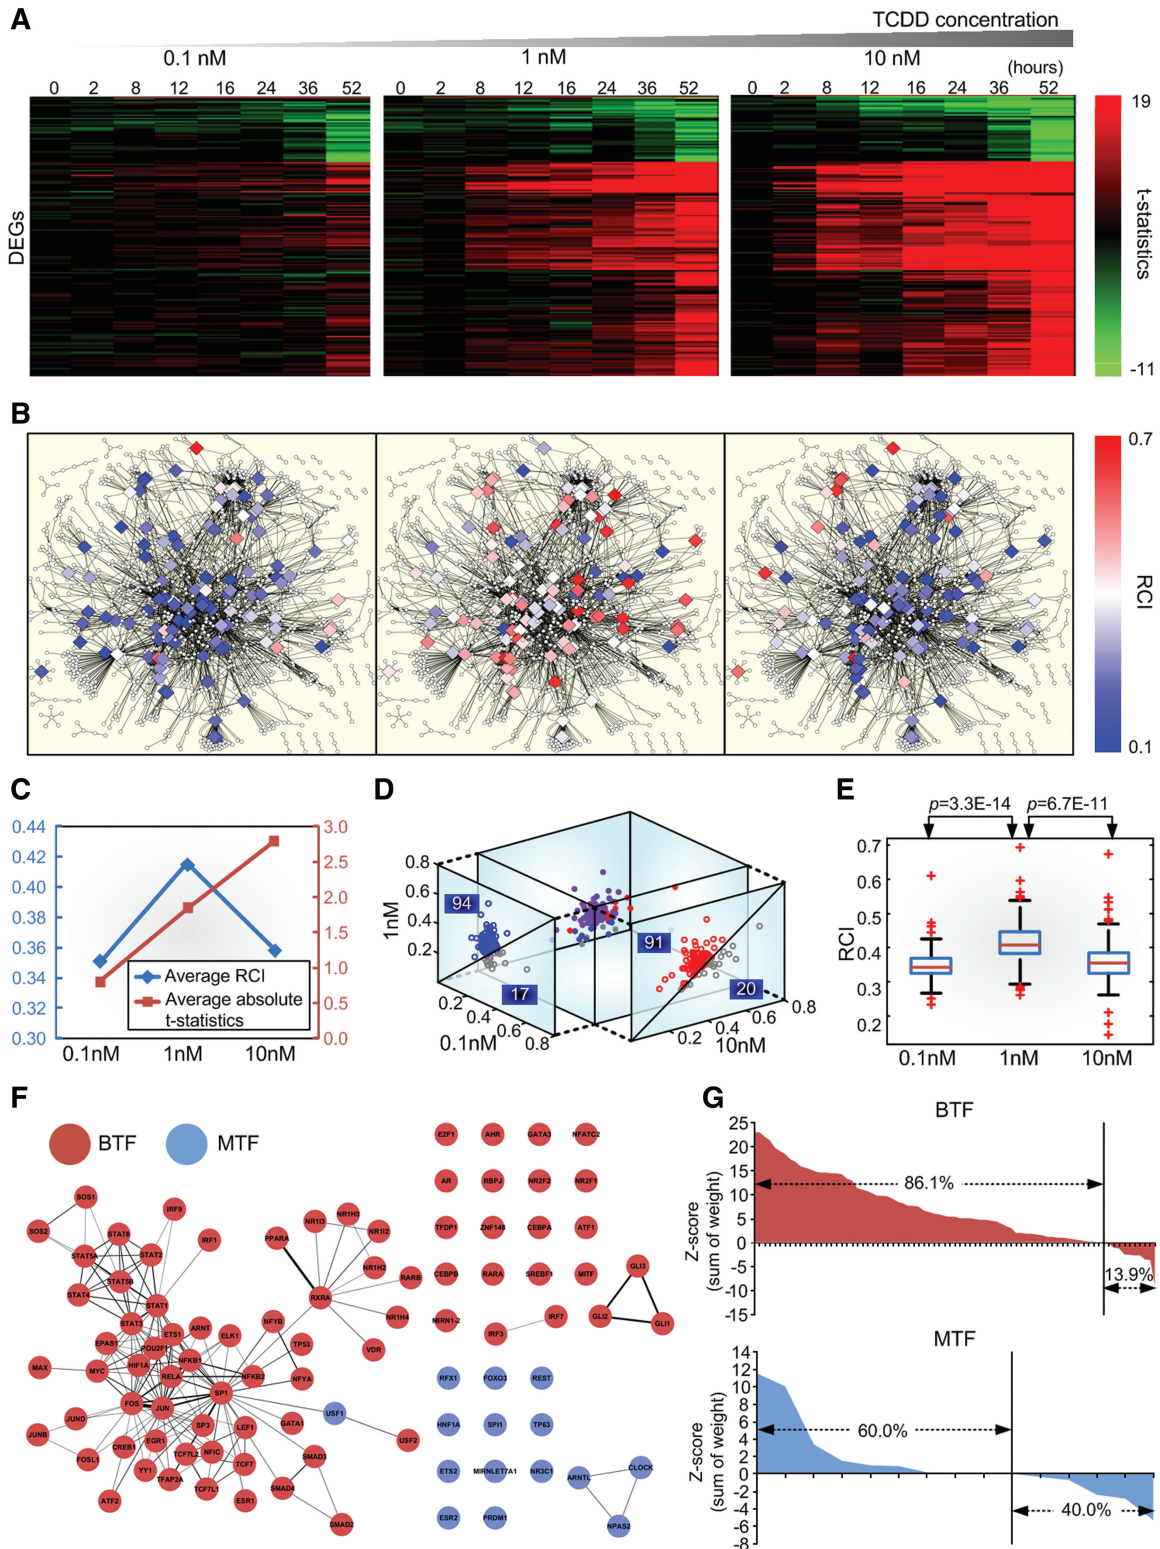 A
TCDD concentration
0.1 nM
1 nM
10 nM
(hours)
0 2 8 12 16 24 36 52
0 2 8 12 16 24 36 52
0 2 8 12 16 24 36 52
DEGs
19
t-statistics
-11
B
0.7
RCI
0.1
C
0.44
0.42
0.40
0.38
0.36
0.34
0.32
0.30
3.0
2.5
2.0
1.5
1.0
0.5
0.0
Average RCI
Average absolute
t-statistics
0.1nM 1nM 10nM
D
0.8
0.6
0.4
0.2
1nM
94
17
91
20
0.2
0.4
0.6
0.8
0.1nM
0.2
0.4
0.6
0.8
10nM
E
p=3.3E-14
p=6.7E-11
0.7
0.6
0.5
0.4
0.3
0.2
RCI
0.1nM 1nM 10nM
F
BTF
MTF
SOS1
SOS2
STAT6
STAT5A
STAT2
STAT5B
STAT4
STAT1
STAT3
IRF9
IRF1
PPARA
NR1I3
NR1H3
NR1I2
NR1H2
RARB
RXRA
NR1H4
VDR
NFYB
TP53
NFYA
ETS1
ARNT
ELK1
EPAS1
POU2F1
HIF1A
NFKB1
NFKB2
RELA
MAX
MYC
FOS
JUN
SP1
JUND
JUNB
FOSL1
CREB1
EGR1
SP3
LEF1
GATA1
USF1
USF2
YY1
TCF7L2
NFIC
TFAP2A
TCF7
TCF7L1
ESR1
ATF2
SMAD3
SMAD4
SMAD2
E2F1 AHR GATA3 NFATC2
AR RBPJ NR2F2 NR2F1
TFDP1 ZNF148 CEBPA ATF1
CEBPB RARA SREBF1 MITF
MIRN1-2
IRF3
IRF7
GLI3
GLI2
GLI1
RFX1 FOXO3 REST
HNF1A SPI1 TP63
ETS2 MIRNLET7A1 NR3C1
ESR2 PRDM1
ARNTL
CLOCK
NPAS2
G
BTF
25
20
15
10
5
0
-5
-10
-15
Z-score
(sum of weight)
86.1%
13.9%
MTF
14
12
10
8
6
4
2
0
-2
-4
-6
-8
Z-score
(sum of weight)
60.0%
40.0%